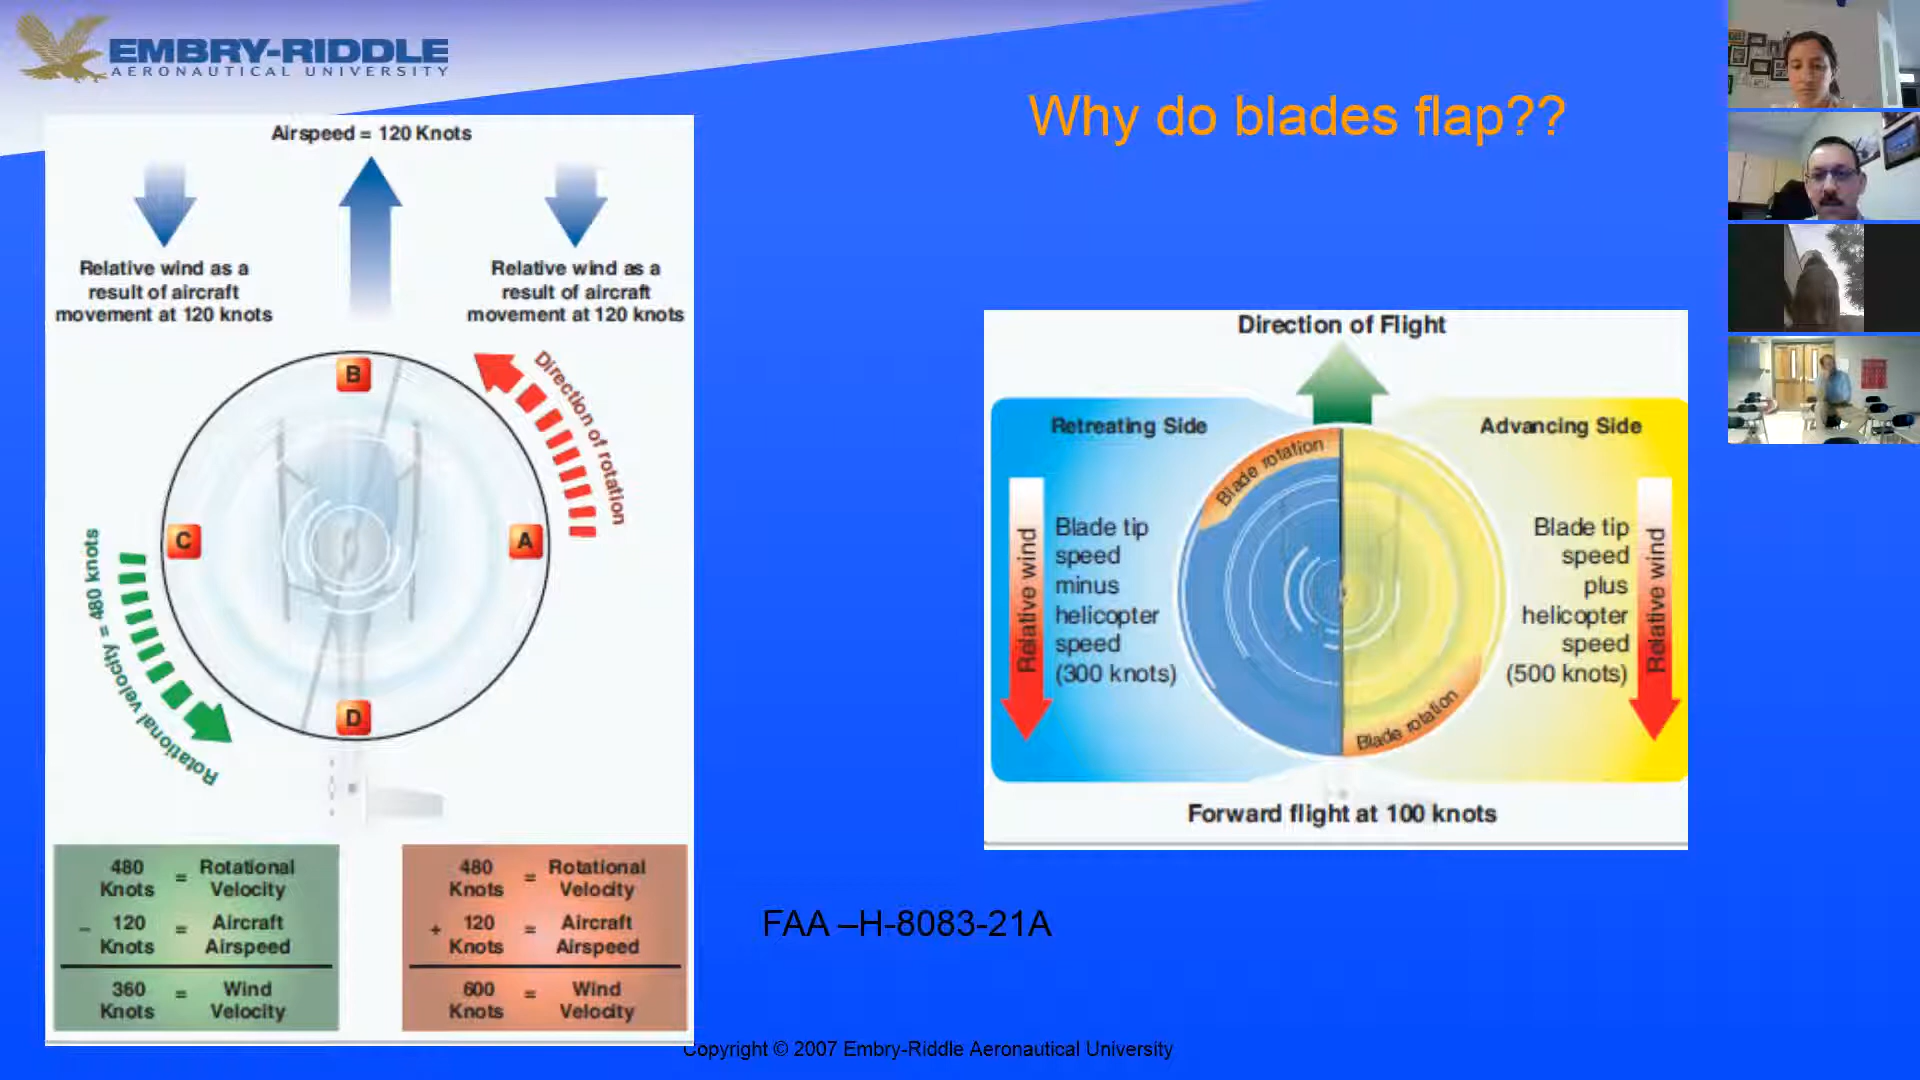 EMBRY-RIDDLE
AERONAUTICAL UNIVERSITY
Why do blades flap??
Airspeed = 120 Knots
Relative wind as a
result of aircraft
movement at 120 knots
Relative wind as a
result of aircraft
movement at 120 knots
Direction of rotation
B
C
A
D
Rotational velocity = 480 knots
480
Knots
=
Rotational
Velocity
– 120
Knots
=
Aircraft
Airspeed
360
Knots
=
Wind
Velocity
480
Knots
=
Rotational
Velocity
+ 120
Knots
=
Aircraft
Airspeed
600
Knots
=
Wind
Velocity
Direction of Flight
Retreating Side
Advancing Side
Blade rotation
Relative wind
Blade tip
speed
minus
helicopter
speed
(300 knots)
Blade tip
speed
plus
helicopter
speed
(500 knots)
Relative wind
Blade rotation
Forward flight at 100 knots
FAA –H-8083-21A
Copyright © 2007 Embry-Riddle Aeronautical University